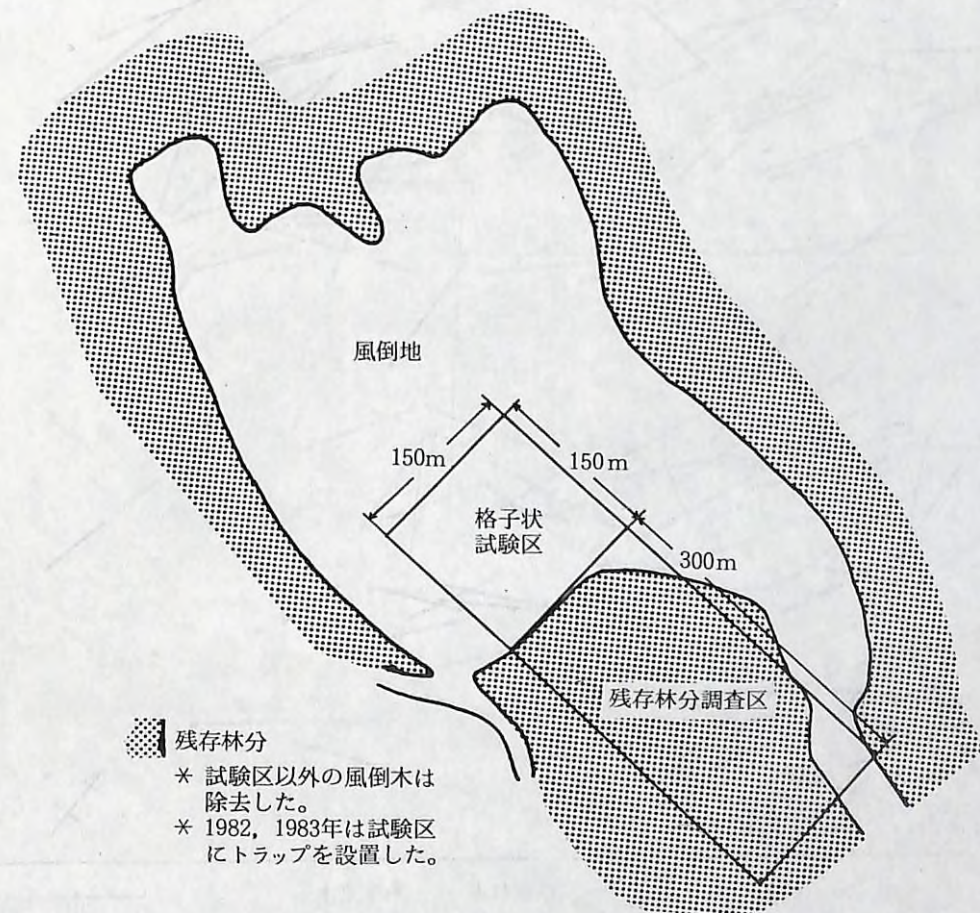 風倒地
150m
150m
格子状
試験区
300m
残存林分調査区
残存林分
* 試験区以外の風倒木は
除去した。
* 1982, 1983年は試験区
にトラップを設置した。